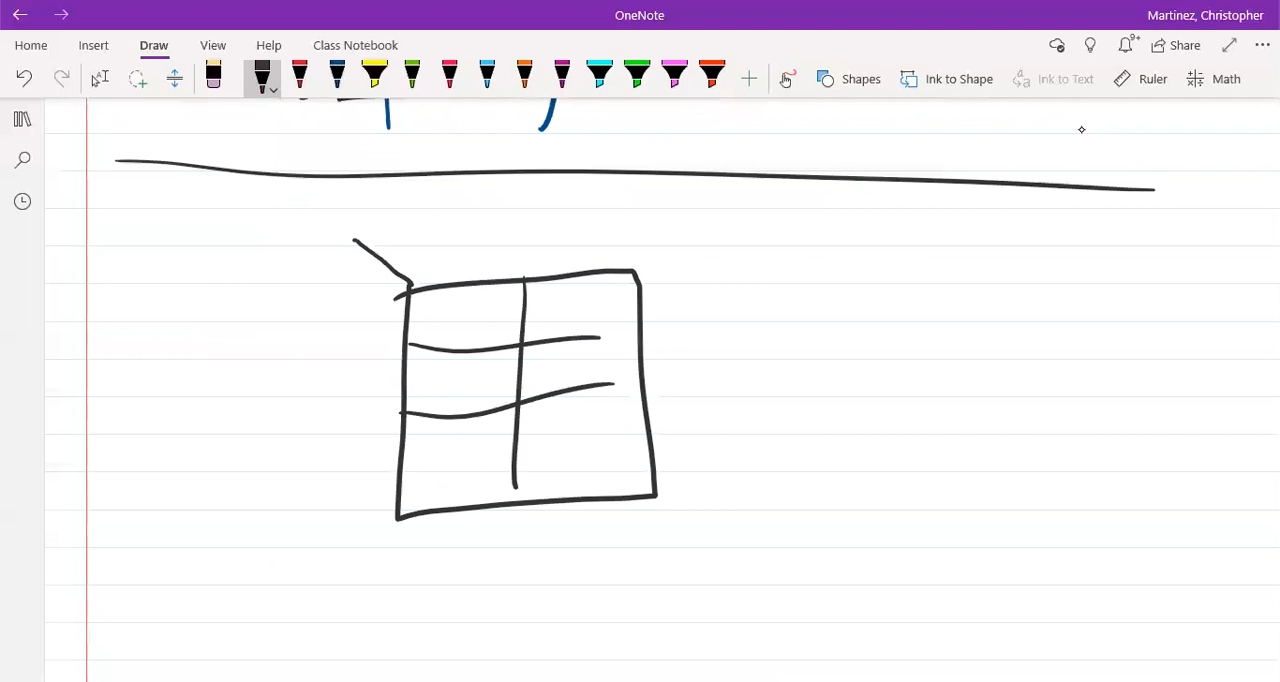 OneNote
Martínez, Christopher
Home Insert Draw View Help Class Notebook Share
Shapes Ink to Shape Ink to Text Ruler Math